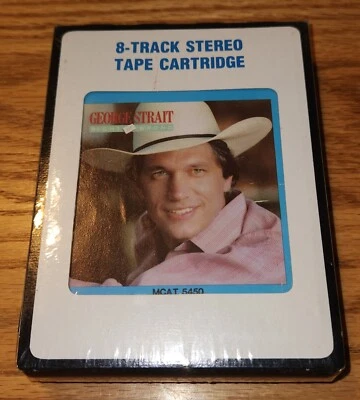 8-TRACK STEREO
TAPE CARTRIDGE
GEORGE STRAIT
MCAT 5450